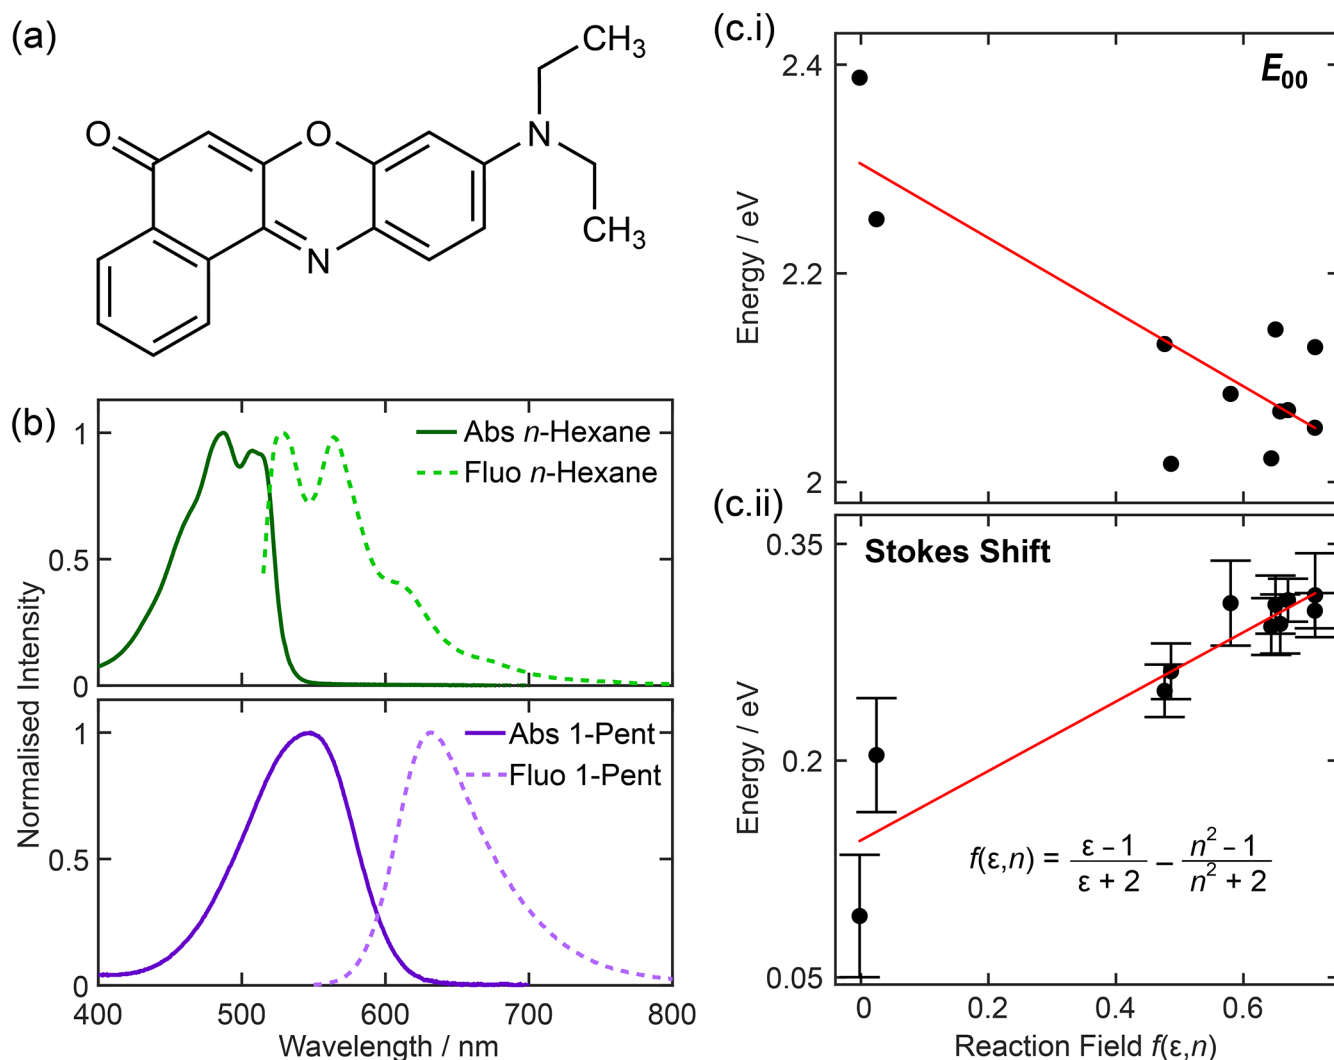 (a)
CH3
O
O
N
CH3
N
(b)
1
Abs n-Hexane
Fluo n-Hexane
0.5
0
1
Abs 1-Pent
Fluo 1-Pent
0.5
0
Normalised Intensity
400 500 600 700 800
Wavelength / nm
(c.i)
E00
2.4
2.2
2
Energy / eV
(c.ii)
Stokes Shift
0.35
0.2
0.05
Energy / eV
f(ε,n) = ε – 1 / ε + 2 – n² – 1 / n² + 2
0 0.2 0.4 0.6
Reaction Field f(ε,n)